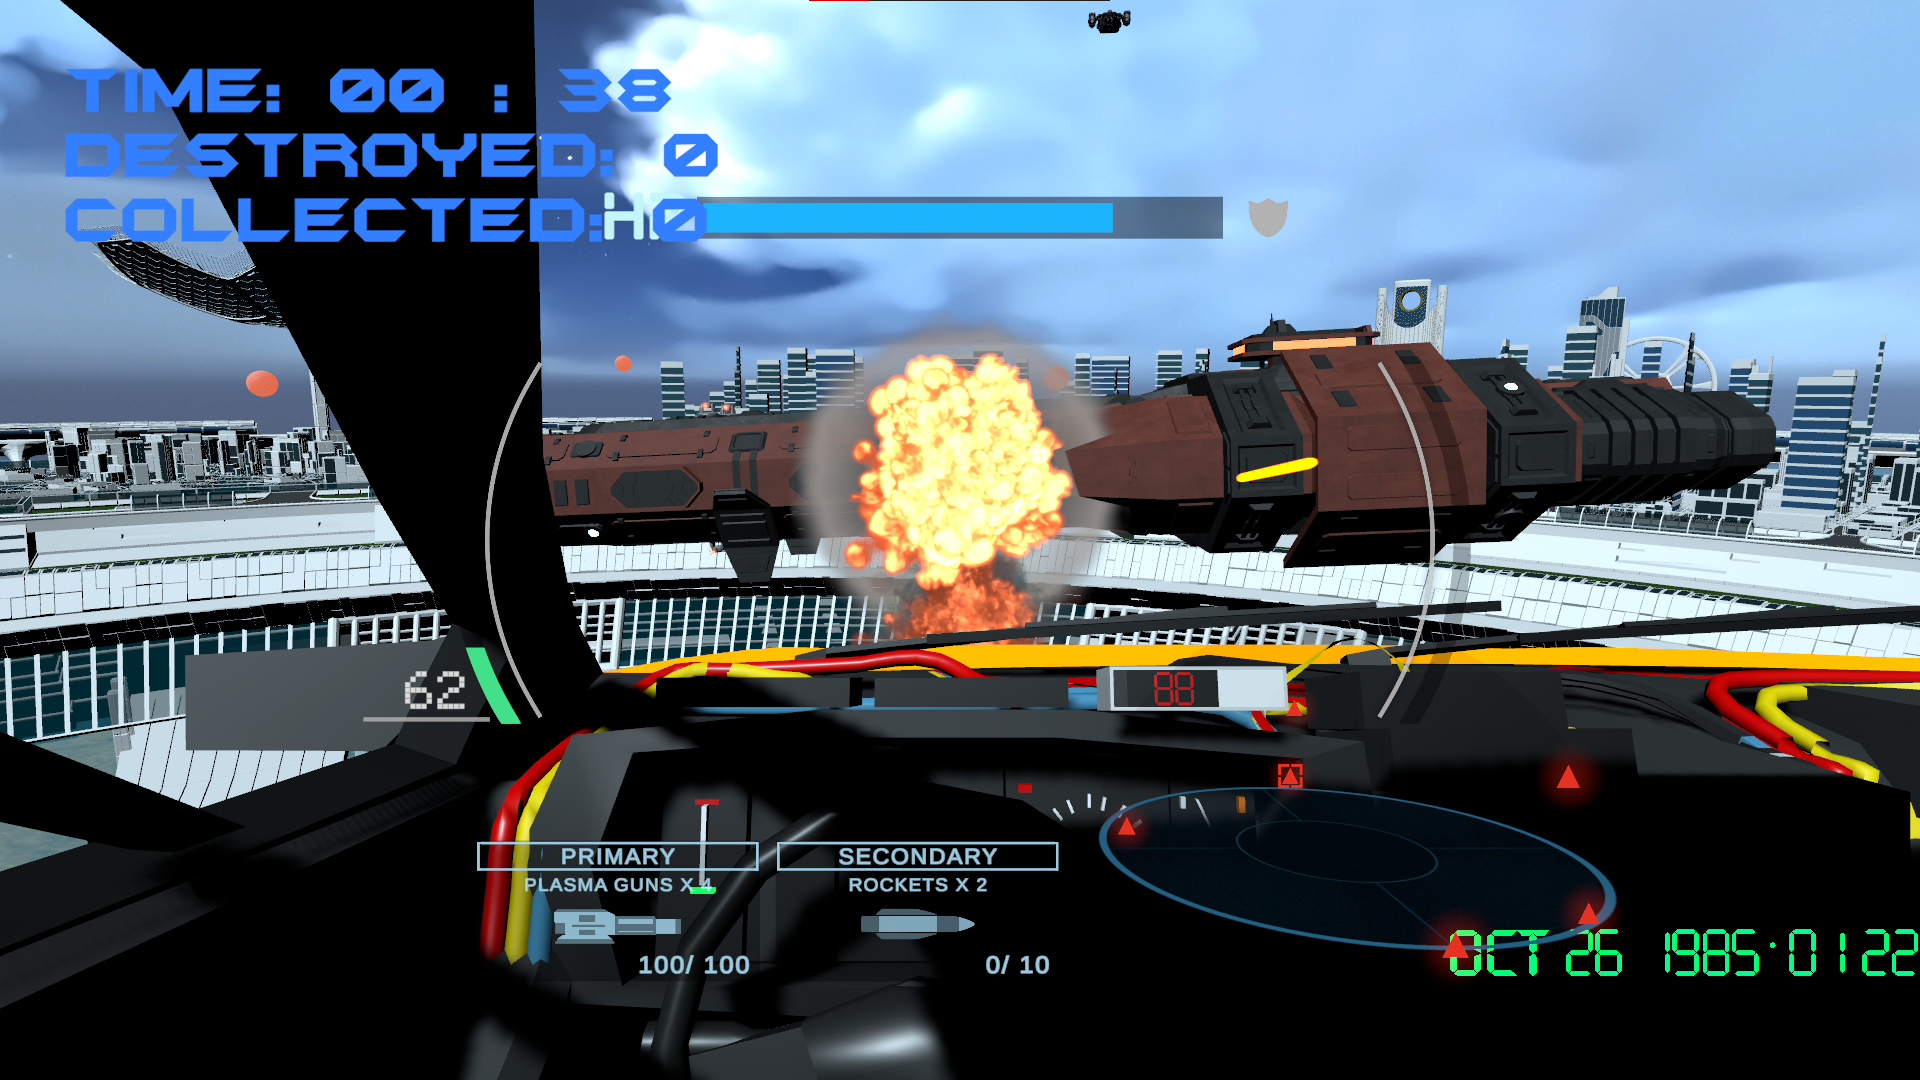 TIME: 00 : 38
DESTROYED: 0
COLLECTED: 0
62
88
PRIMARY
PLASMA GUNS X 4
100/ 100
SECONDARY
ROCKETS X 2
0/ 10
OCT 26 1985 01 22